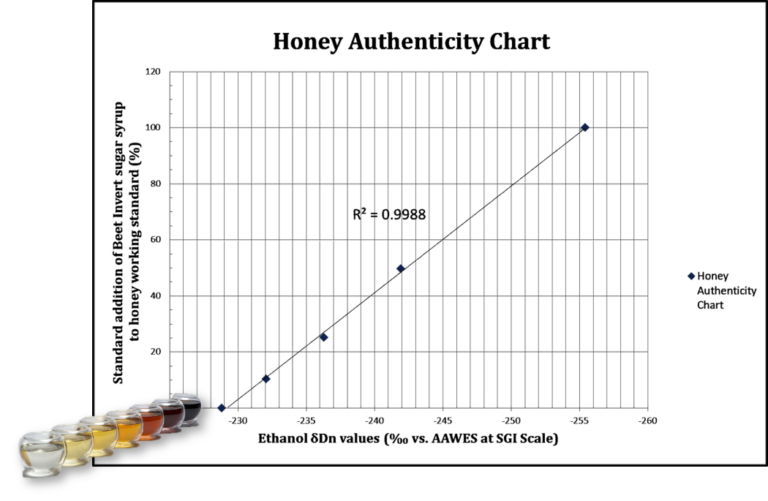 Honey Authenticity Chart
Standard addition of Beet Invert sugar syrup
to honey working standard (%)
120
100
80
60
40
20
R² = 0.9988
Honey
Authenticity
Chart
-230 -235 -240 -245 -250 -255 -260
Ethanol δDn values (‰ vs. AAWES at SGI Scale)